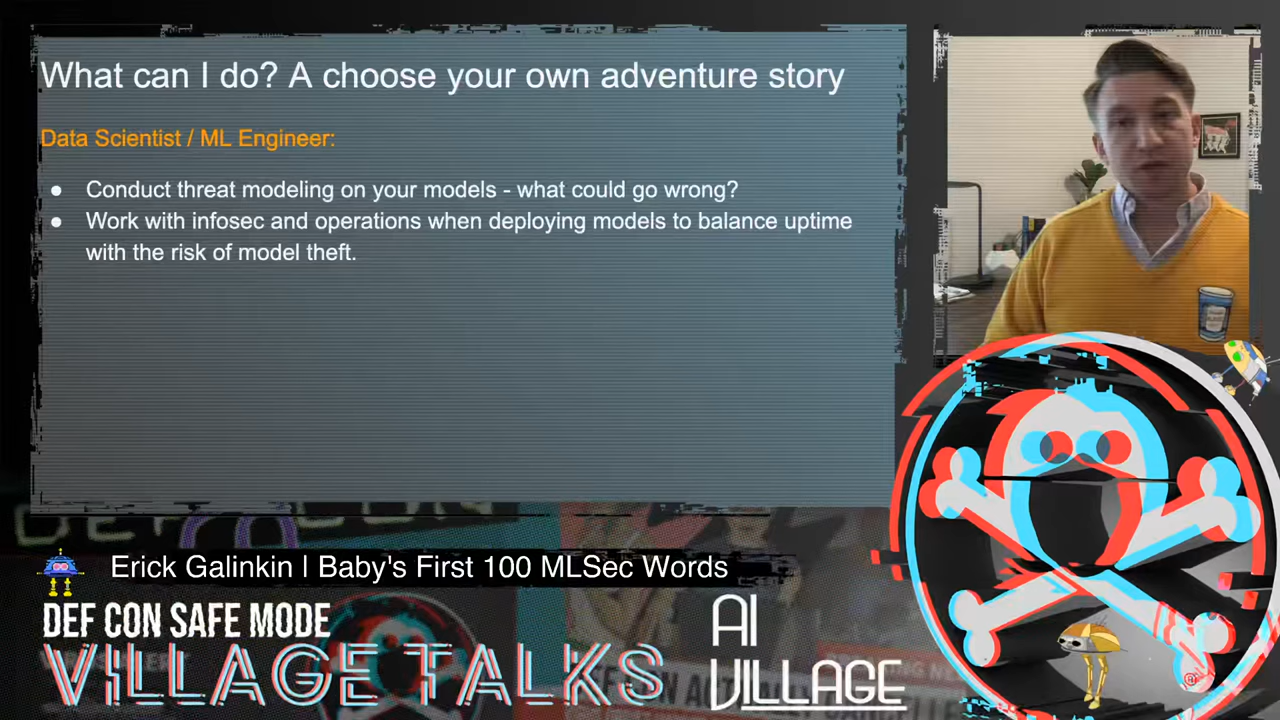 What can I do? A choose your own adventure story
Data Scientist / ML Engineer:
● Conduct threat modeling on your models - what could go wrong?
● Work with infosec and operations when deploying models to balance uptime
with the risk of model theft.
Erick Galinkin | Baby's First 100 MLSec Words
DEF CON SAFE MODE
VILLAGE TALKS
AI
VILLAGE